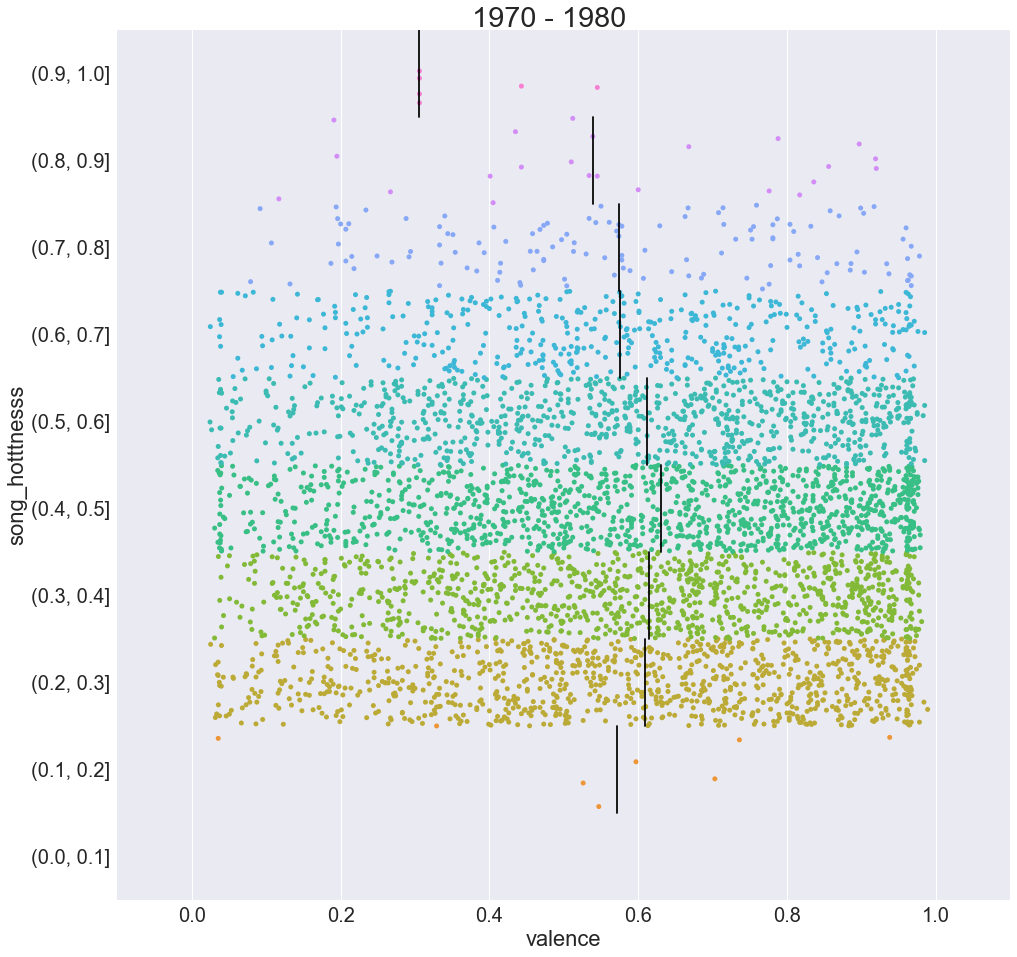 1970 - 1980
song_hotttnesss
(0.9, 1.0]
(0.8, 0.9]
(0.7, 0.8]
(0.6, 0.7]
(0.5, 0.6]
(0.4, 0.5]
(0.3, 0.4]
(0.2, 0.3]
(0.1, 0.2]
(0.0, 0.1]
0.0 0.2 0.4 0.6 0.8 1.0
valence